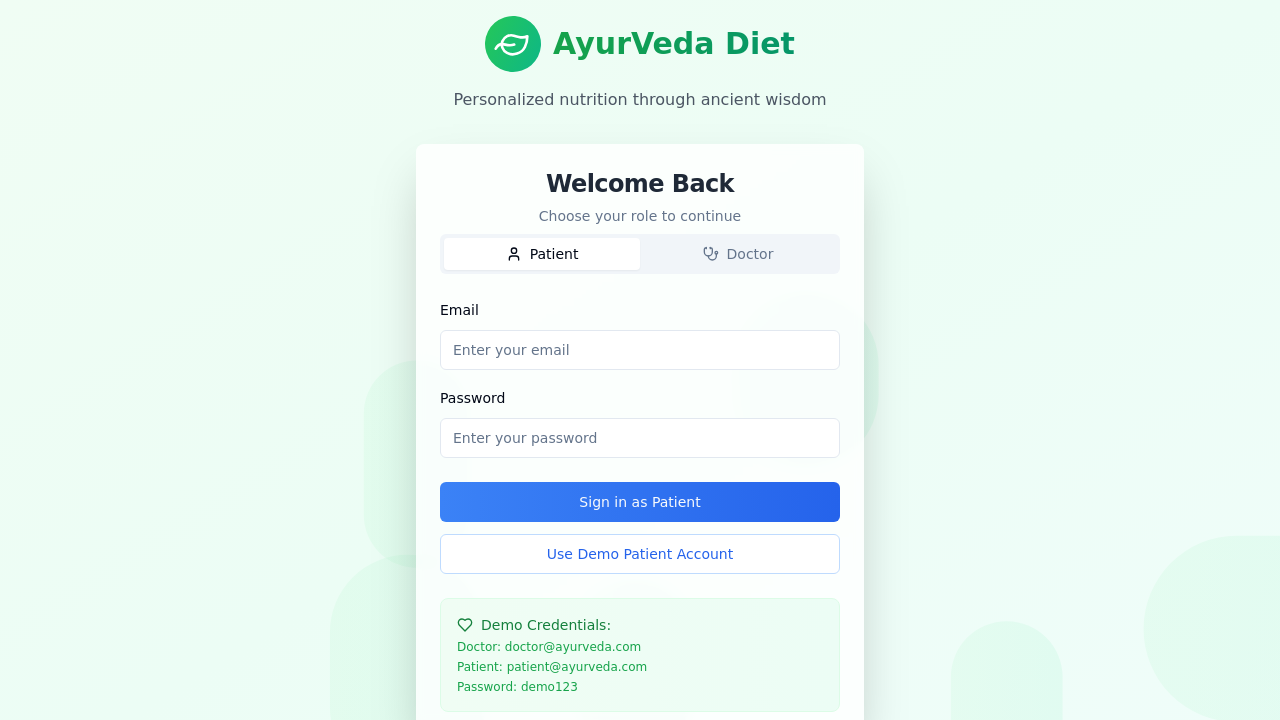 AyurVeda Diet
Personalized nutrition through ancient wisdom
Welcome Back
Choose your role to continue
Patient
Doctor
Email
Enter your email
Password
Enter your password
Sign in as Patient
Use Demo Patient Account
Demo Credentials:
Doctor: doctor@ayurveda.com
Patient: patient@ayurveda.com
Password: demo123